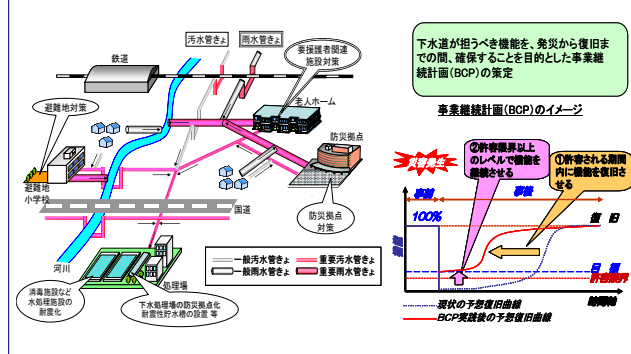 汚水管きょ
雨水管きょ
鉄道
要援護者関連
施設対策
避難地対策
老人ホーム
防災拠点
避難地
小学校
国道
防災拠点
対策
一般汚水管きょ
重要汚水管きょ
一般雨水管きょ
重要雨水管きょ
河川
処理場
消毒施設など
水処理施設の
耐震化
下水処理場の防災拠点化
耐震性貯水槽の設置 等
下水道が担うべき機能を、発災から復旧ま
での間、確保することを目的とした事業継
続計画(BCP)の策定
事業継続計画(BCP)のイメージ
災害発生
②許容限界以上
のレベルで機能を
継続させる
①許容される期間
内に機能を復旧さ
せる
事前
事後
100%
復 旧
機能
目 標
許容限界
時間軸
現状の予想復旧曲線
BCP実践後の予想復旧曲線